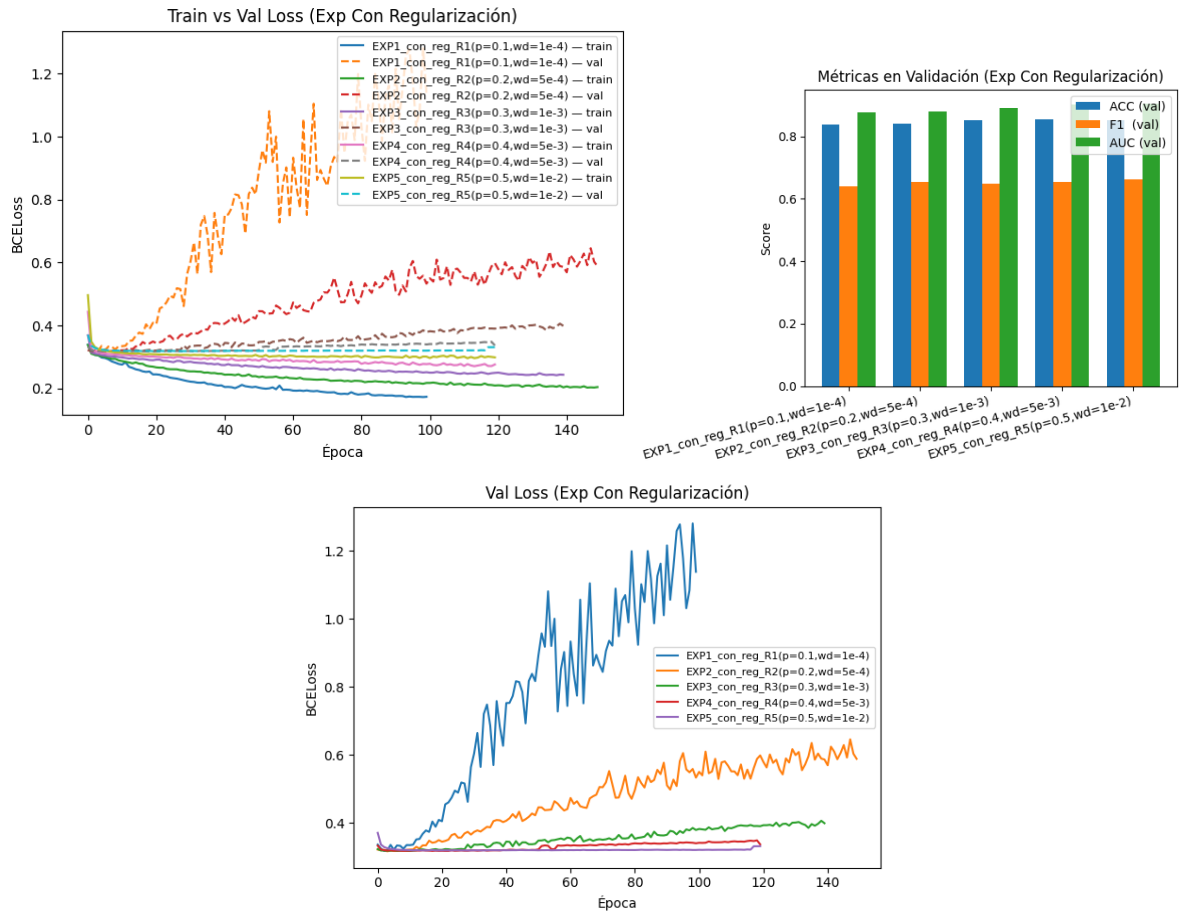 Train vs Val Loss (Exp Con Regularización)
BCELoss
1.2
1.0
0.8
0.6
0.4
0.2
EXP1_con_reg_R1(p=0.1,wd=1e-4) — train
EXP1_con_reg_R1(p=0.1,wd=1e-4) — val
EXP2_con_reg_R2(p=0.2,wd=5e-4) — train
EXP2_con_reg_R2(p=0.2,wd=5e-4) — val
EXP3_con_reg_R3(p=0.3,wd=1e-3) — train
EXP3_con_reg_R3(p=0.3,wd=1e-3) — val
EXP4_con_reg_R4(p=0.4,wd=5e-3) — train
EXP4_con_reg_R4(p=0.4,wd=5e-3) — val
EXP5_con_reg_R5(p=0.5,wd=1e-2) — train
EXP5_con_reg_R5(p=0.5,wd=1e-2) — val
0 20 40 60 80 100 120 140
Época
Métricas en Validación (Exp Con Regularización)
Score
0.8
0.6
0.4
0.2
0.0
ACC (val)
F1 (val)
AUC (val)
EXP1_con_reg_R1(p=0.1,wd=1e-4)
EXP2_con_reg_R2(p=0.2,wd=5e-4)
EXP3_con_reg_R3(p=0.3,wd=1e-3)
EXP4_con_reg_R4(p=0.4,wd=5e-3)
EXP5_con_reg_R5(p=0.5,wd=1e-2)
Val Loss (Exp Con Regularización)
BCELoss
1.2
1.0
0.8
0.6
0.4
EXP1_con_reg_R1(p=0.1,wd=1e-4)
EXP2_con_reg_R2(p=0.2,wd=5e-4)
EXP3_con_reg_R3(p=0.3,wd=1e-3)
EXP4_con_reg_R4(p=0.4,wd=5e-3)
EXP5_con_reg_R5(p=0.5,wd=1e-2)
0 20 40 60 80 100 120 140
Época